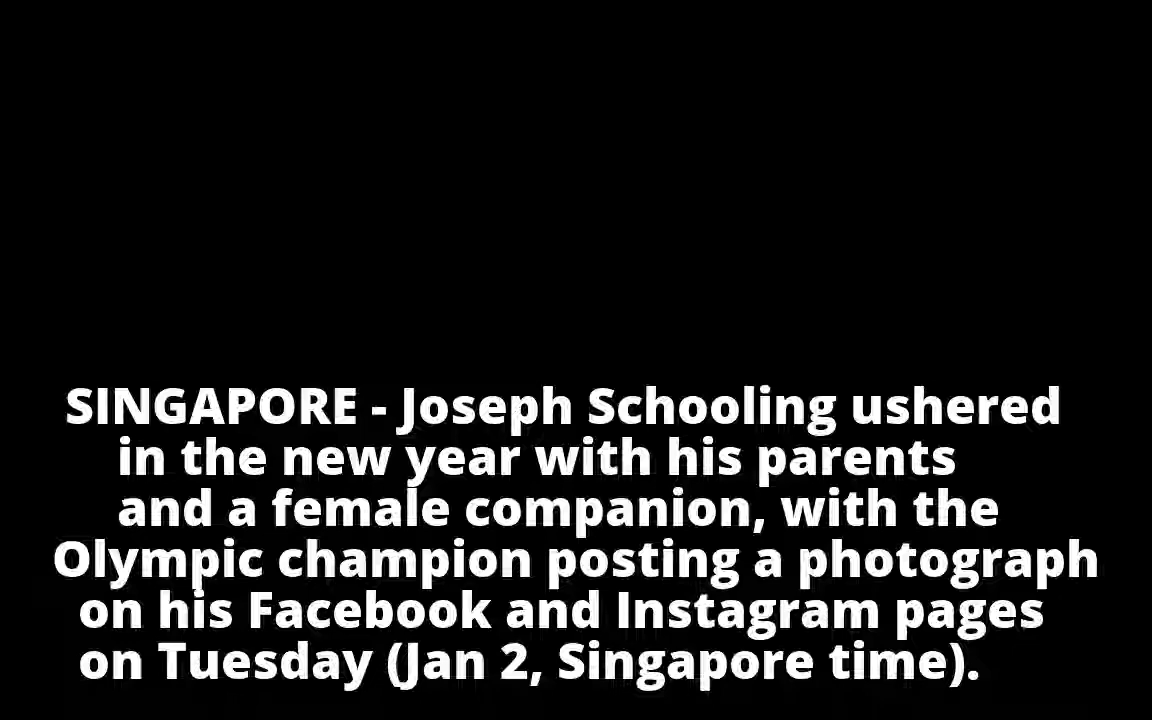 SINGAPORE - Joseph Schooling ushered
in the new year with his parents
and a female companion, with the
Olympic champion posting a photograph
on his Facebook and Instagram pages
on Tuesday (Jan 2, Singapore time).